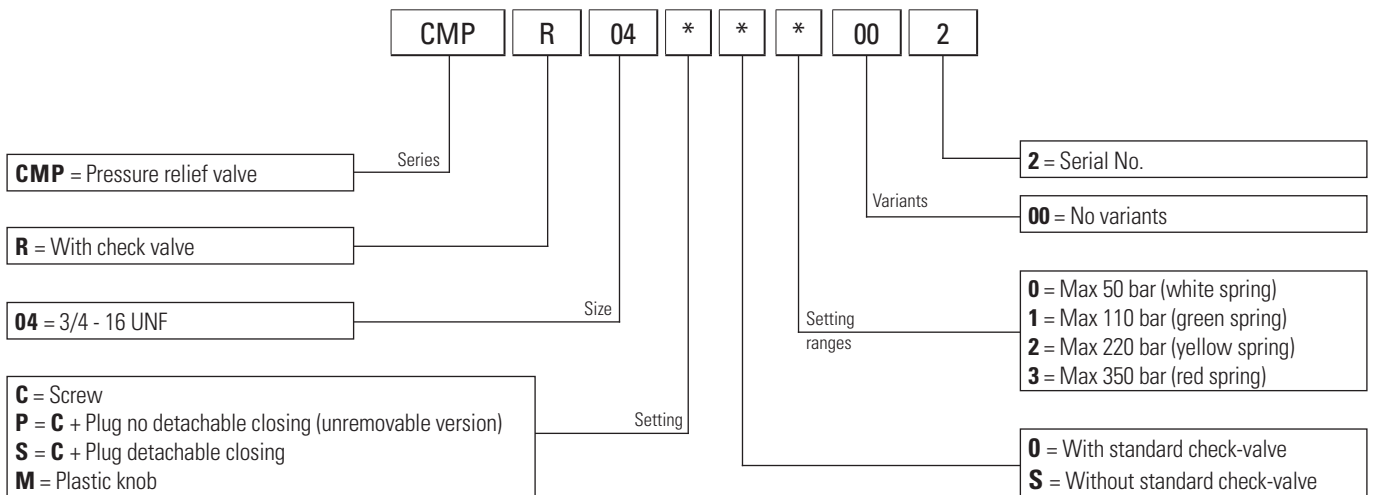 CMP R 04 * * * 00 2
Series
CMP = Pressure relief valve
R = With check valve
Size
04 = 3/4 - 16 UNF
Setting
C = Screw
P = C + Plug no detachable closing (unremovable version)
S = C + Plug detachable closing
M = Plastic knob
2 = Serial No.
Variants
00 = No variants
Setting
ranges
0 = Max 50 bar (white spring)
1 = Max 110 bar (green spring)
2 = Max 220 bar (yellow spring)
3 = Max 350 bar (red spring)
0 = With standard check-valve
S = Without standard check-valve